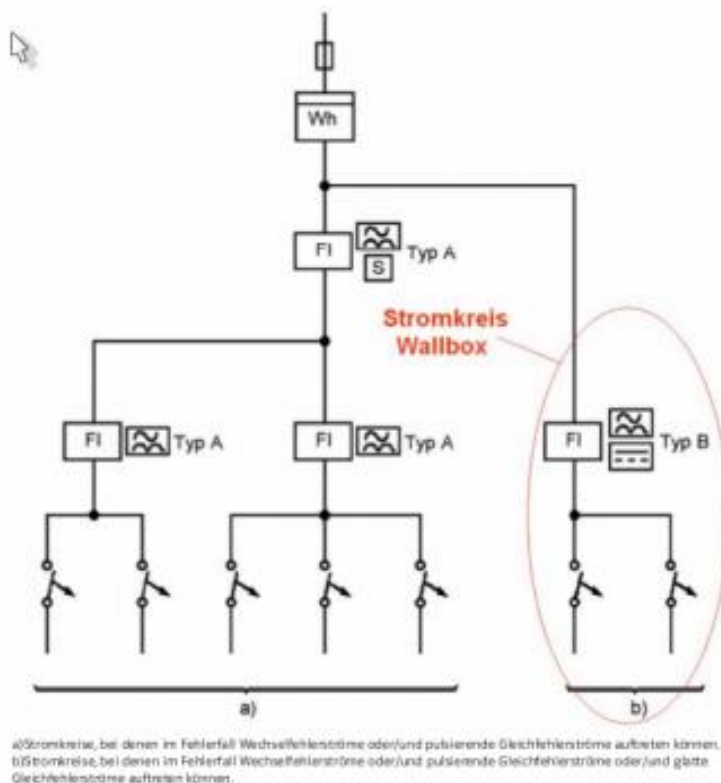 Wh
FI
S
Typ A
Stromkreis
Wallbox
FI
Typ A
FI
Typ A
FI
Typ B
a)
b)
a)Stromkreise, bei denen im Fehlerfall Wechselfehlerströme oder/und pulsierende Gleichfehlerströme auftreten können.
b)Stromkreise, bei denen im Fehlerfall Wechselfehlerströme oder/und pulsierende Gleichfehlerströme oder/und glatte
Gleichfehlerströme auftreten können.